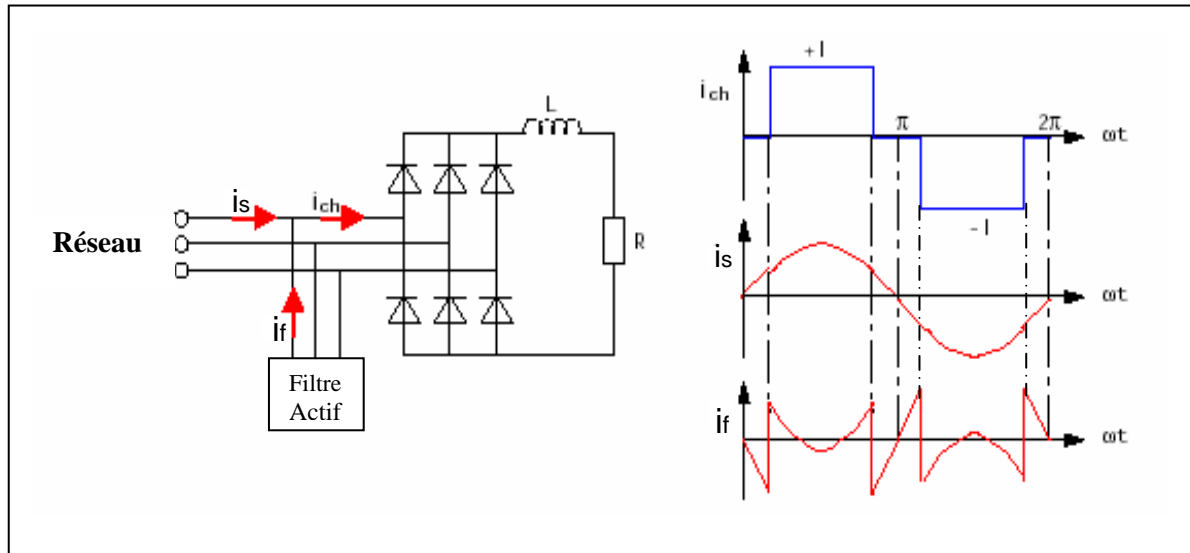 L
is
ich
Réseau
R
if
Filtre
Actif
+I
ich
π
2π
ωt
-I
is
ωt
if
ωt